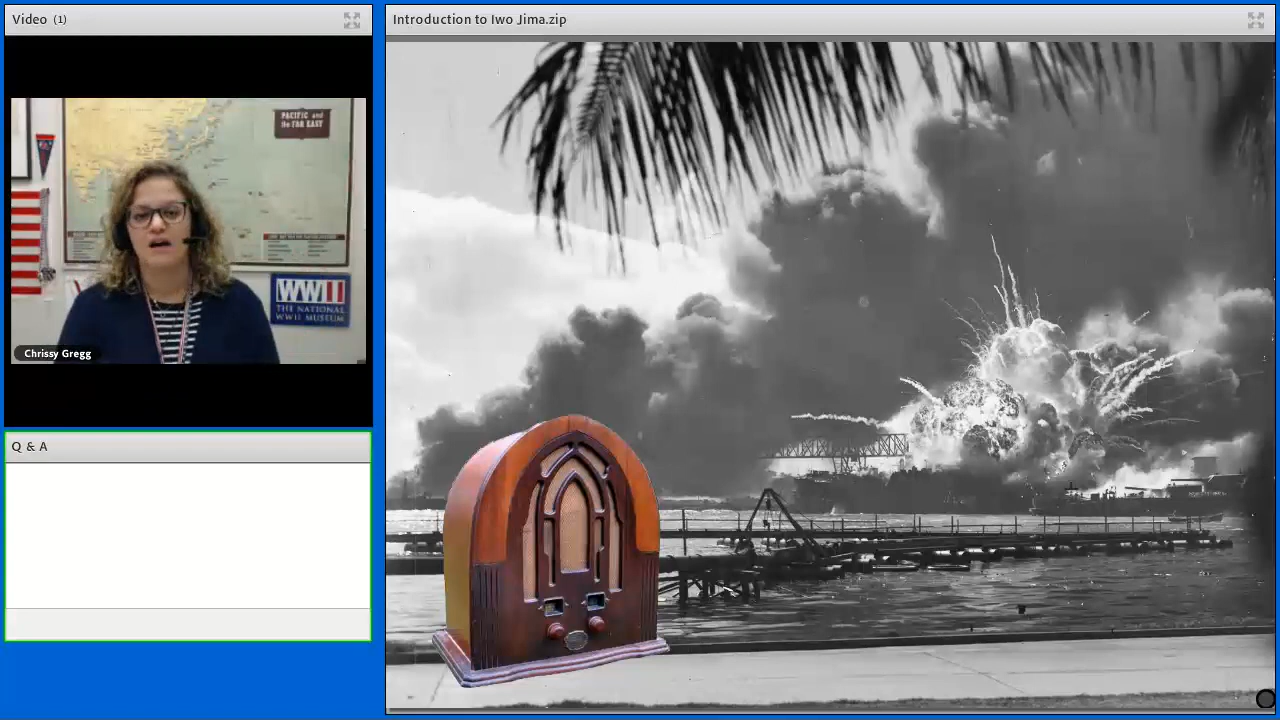 Video (1)
Introduction to Iwo Jima.zip
PACIFIC and
the FAR EAST
WWII
THE NATIONAL
WWII MUSEUM
Chrissy Gregg
Q & A